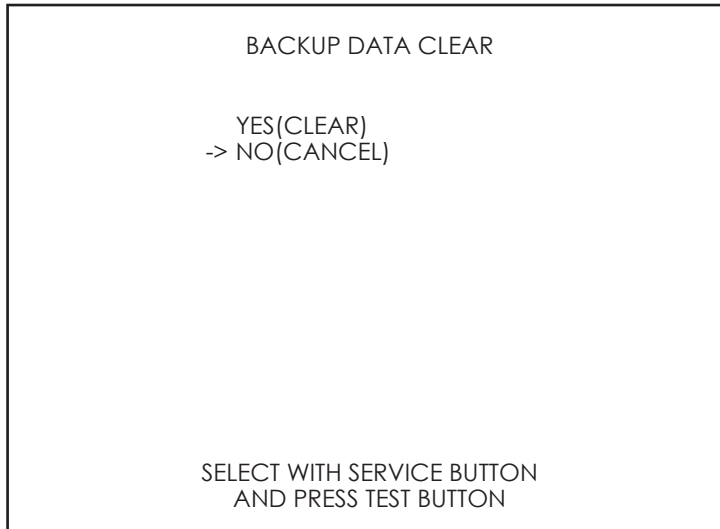 BACKUP DATA CLEAR
YES(CLEAR)
-> NO(CANCEL)
SELECT WITH SERVICE BUTTON
AND PRESS TEST BUTTON